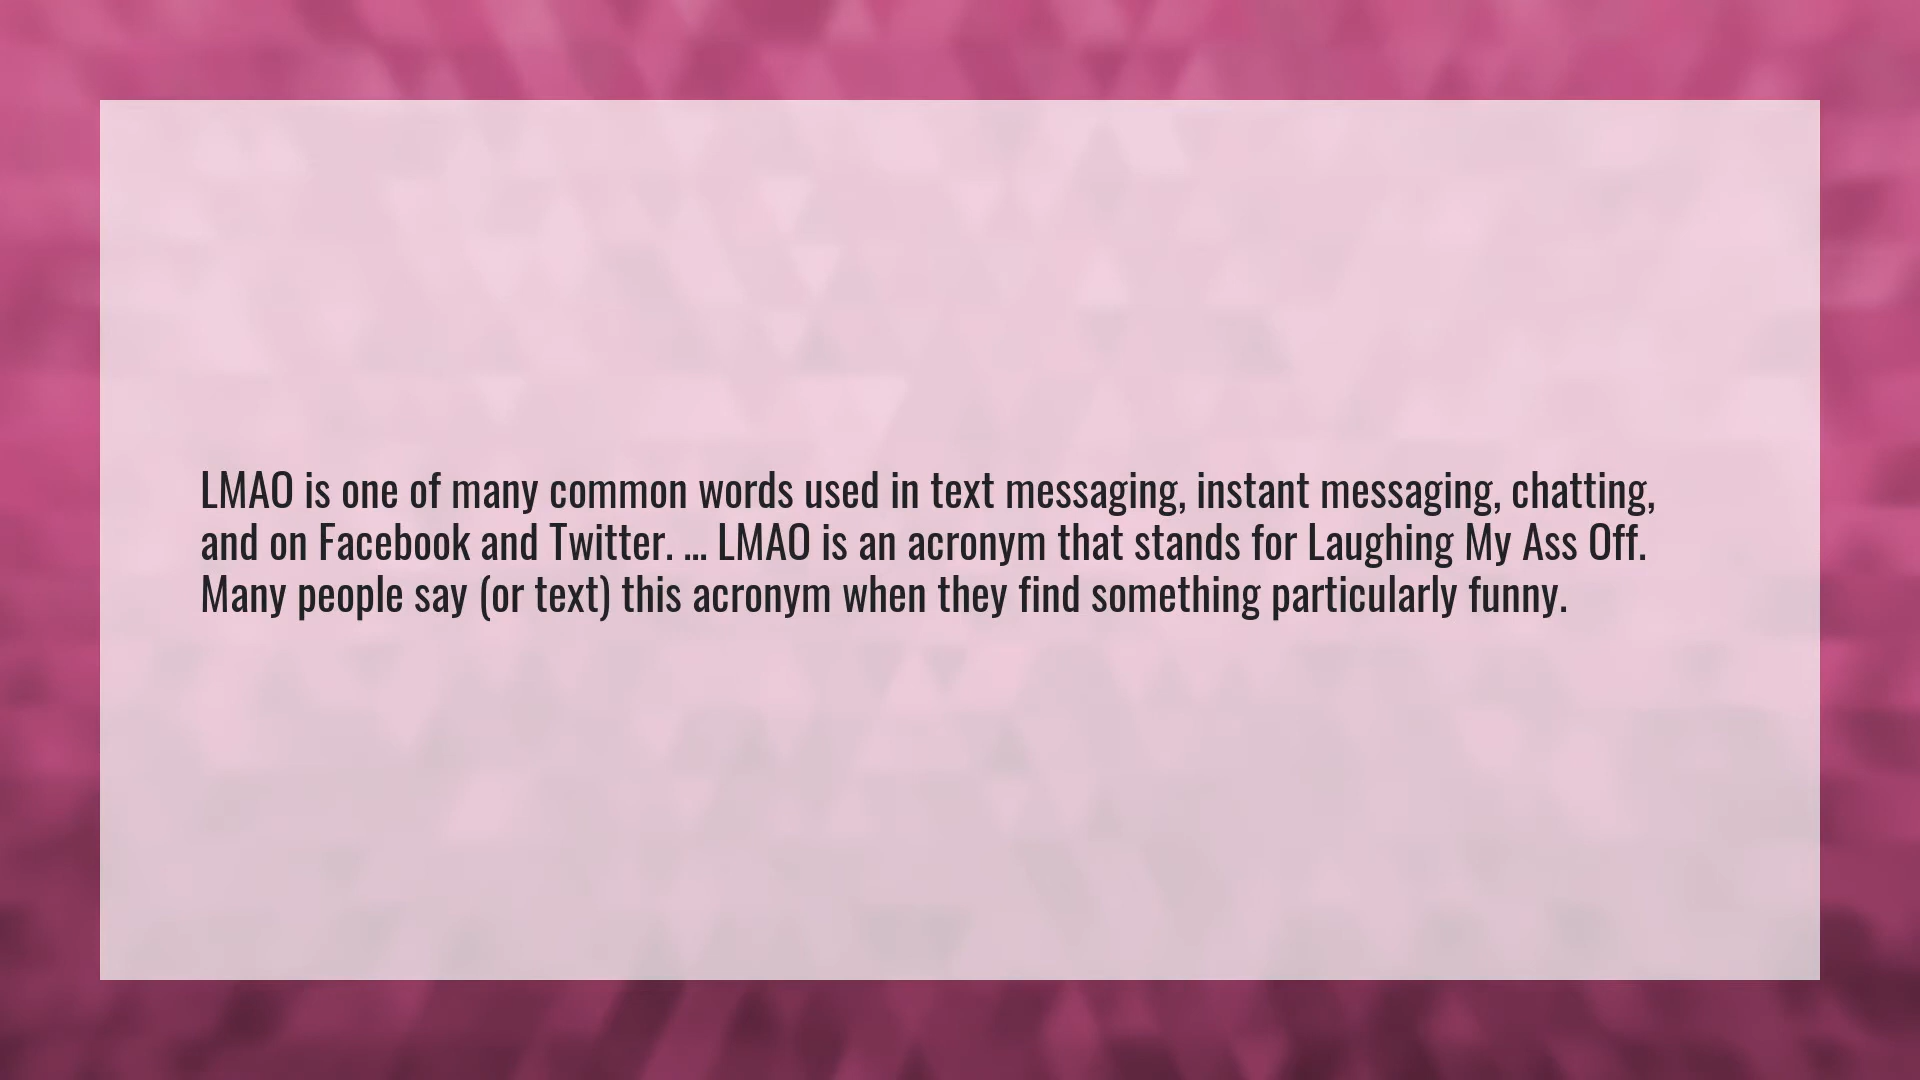 LMAO is one of many common words used in text messaging, instant messaging, chatting,
and on Facebook and Twitter. ... LMAO is an acronym that stands for Laughing My Ass Off.
Many people say (or text) this acronym when they find something particularly funny.